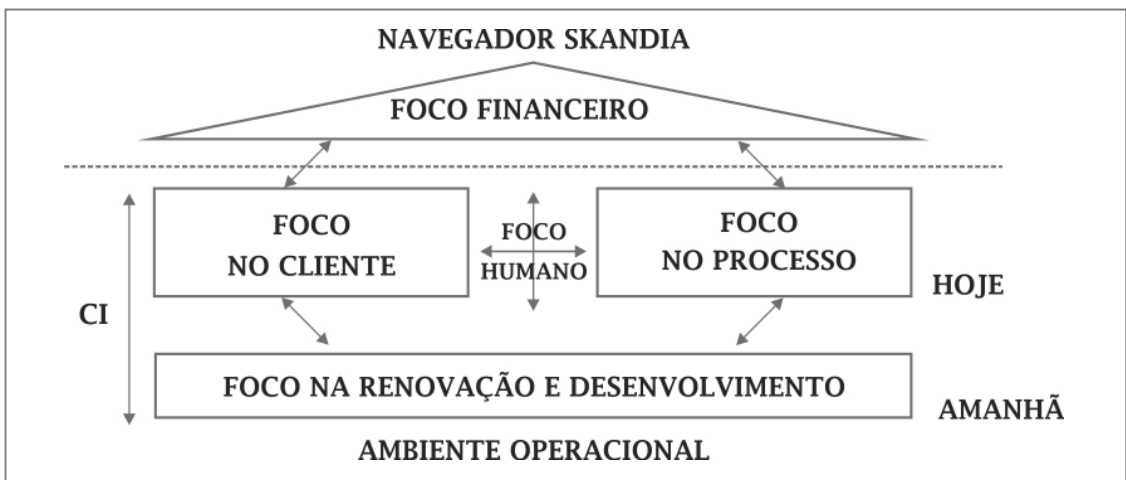 NAVEGADOR SKANDIA
FOCO FINANCEIRO
FOCO
NO CLIENTE
FOCO
HUMANO
FOCO
NO PROCESSO
HOJE
CI
FOCO NA RENOVAÇÃO E DESENVOLVIMENTO
AMANHÃ
AMBIENTE OPERACIONAL